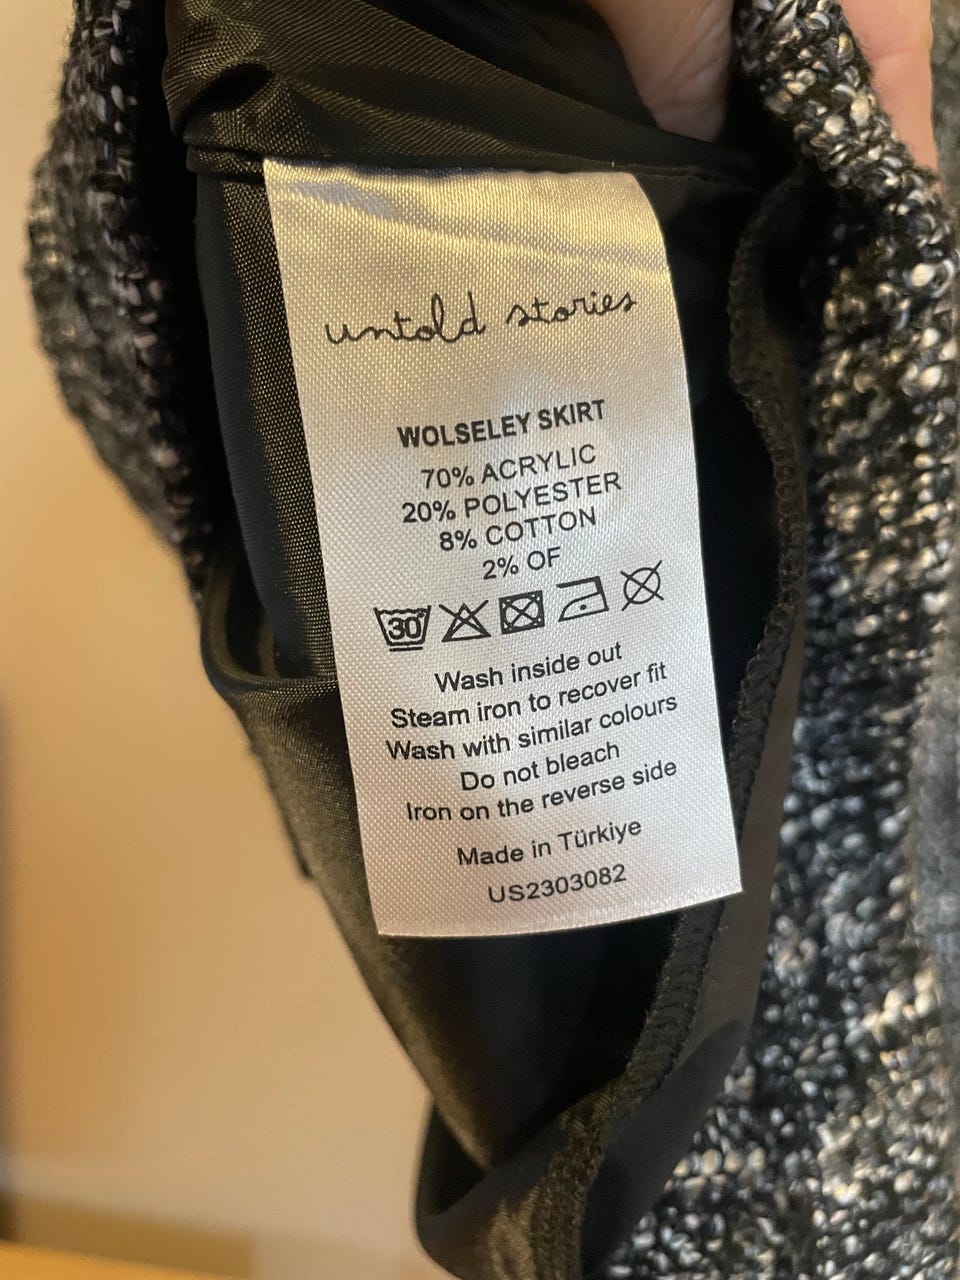 untold stories
WOLSELEY SKIRT
70% ACRYLIC
20% POLYESTER
8% COTTON
2% OF
30°
Wash inside out
Steam iron to recover fit
Wash with similar colours
Do not bleach
Iron on the reverse side
Made in Türkiye
US2303082